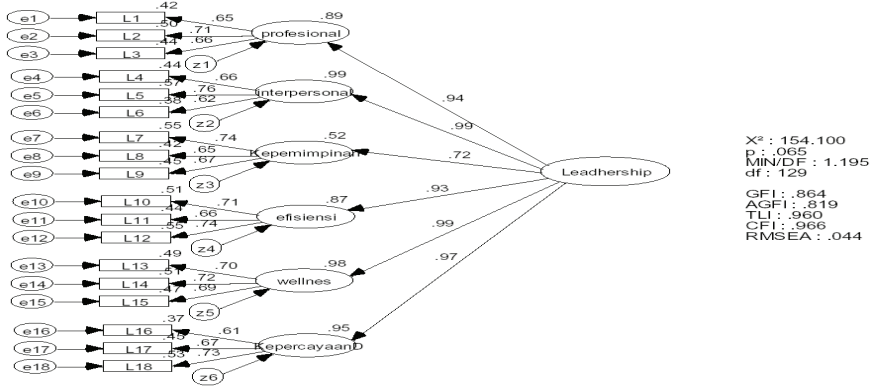 .42 .89
e1 L1 .65
.50
e2 L2 .71 profesional
.44
e3 L3 .66
z1
.44 .99
e4 L4 .66 .94
.57
e5 L5 .76 interpersonal
.38
e6 L6 .62 .99
z2
.55 .52
e7 L7 .74
.42
e8 L8 .65 Kepemimpinan .72
.45
e9 L9 .67
z3 Leadhership
.51 .87
e10 L10 .71 .93
.44
e11 L11 .66 efisiensi
.55
e12 L12 .74
z4 .99
.49 .98
e13 L13 .70
.51
e14 L14 .72 wellnes .97
.47
e15 L15 .69
z5
.37 .95
e16 L16 .61
.45
e17 L17 .67 KepercayaanD
.53
e18 L18 .73
z6
X² : 154.100
p : .065
MIN/DF : 1.195
df : 129
GFI : .864
AGFI : .819
TLI : .960
CFI : .966
RMSEA : .044